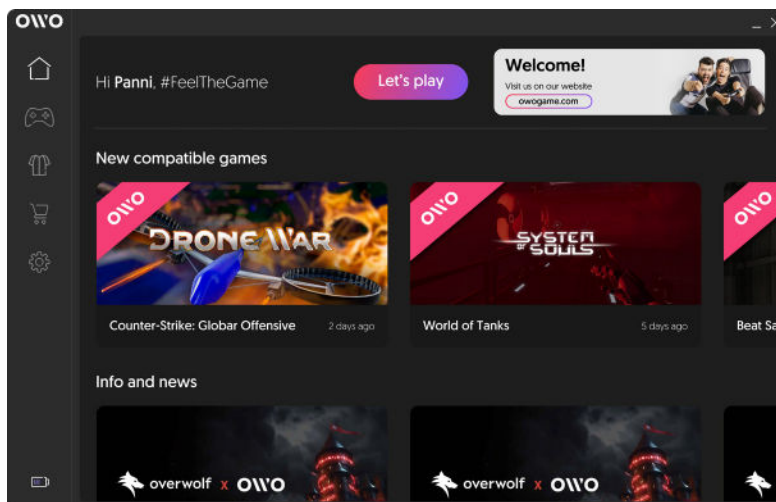 OWO
Hi Panni, #FeelTheGame
Let's play
Welcome!
Visit us on our website
owogame.com
New compatible games
OWO
DRONE WAR
Counter-Strike: Globar Offensive
2 days ago
OWO
SYSTEM
OF SOULS
World of Tanks
5 days ago
OWO
Beat Sa
Info and news
overwolf x OWO
overwolf x OWO